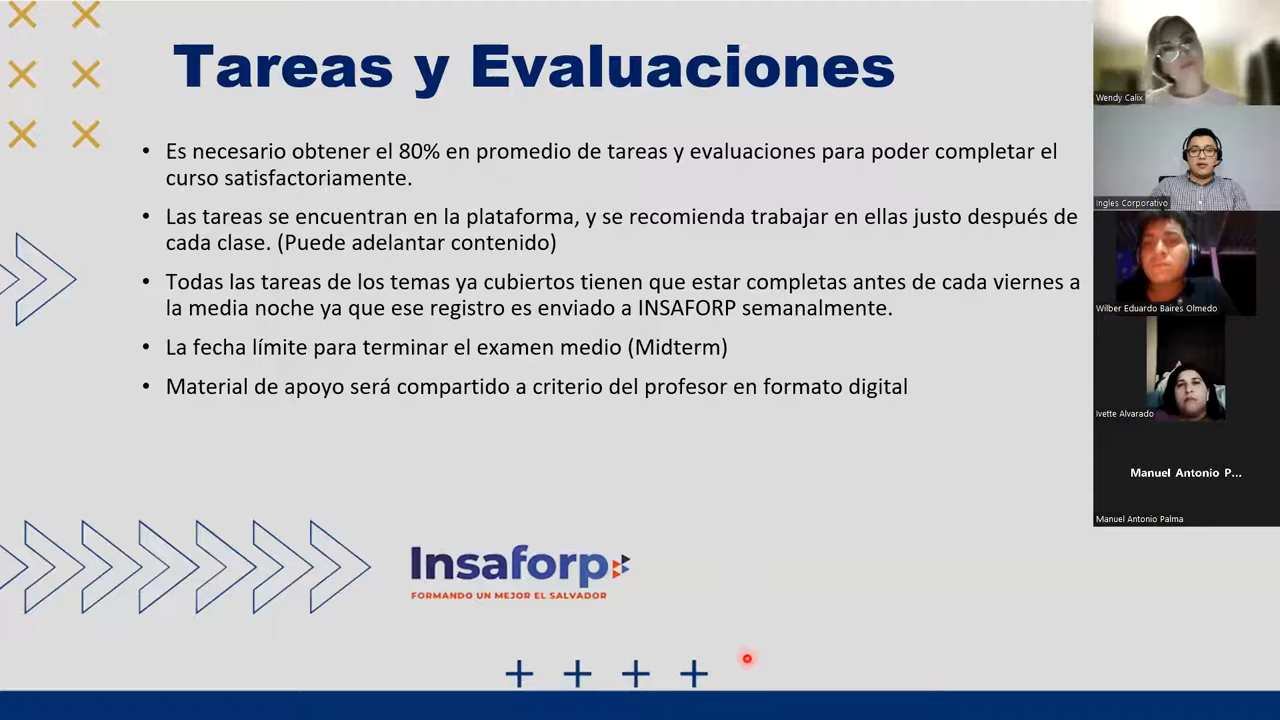 Tareas y Evaluaciones
• Es necesario obtener el 80% en promedio de tareas y evaluaciones para poder completar el
curso satisfactoriamente.
• Las tareas se encuentran en la plataforma, y se recomienda trabajar en ellas justo después de
cada clase. (Puede adelantar contenido)
• Todas las tareas de los temas ya cubiertos tienen que estar completas antes de cada viernes a
la media noche ya que ese registro es enviado a INSAFORP semanalmente.
• La fecha límite para terminar el examen medio (Midterm)
• Material de apoyo será compartido a criterio del profesor en formato digital
Insaforp
FORMANDO UN MEJOR EL SALVADOR
Wendy Calix
Ingles Corporativo
Wilber Eduardo Baires Olmedo
Ivette Alvarado
Manuel Antonio P...
Manuel Antonio Palma